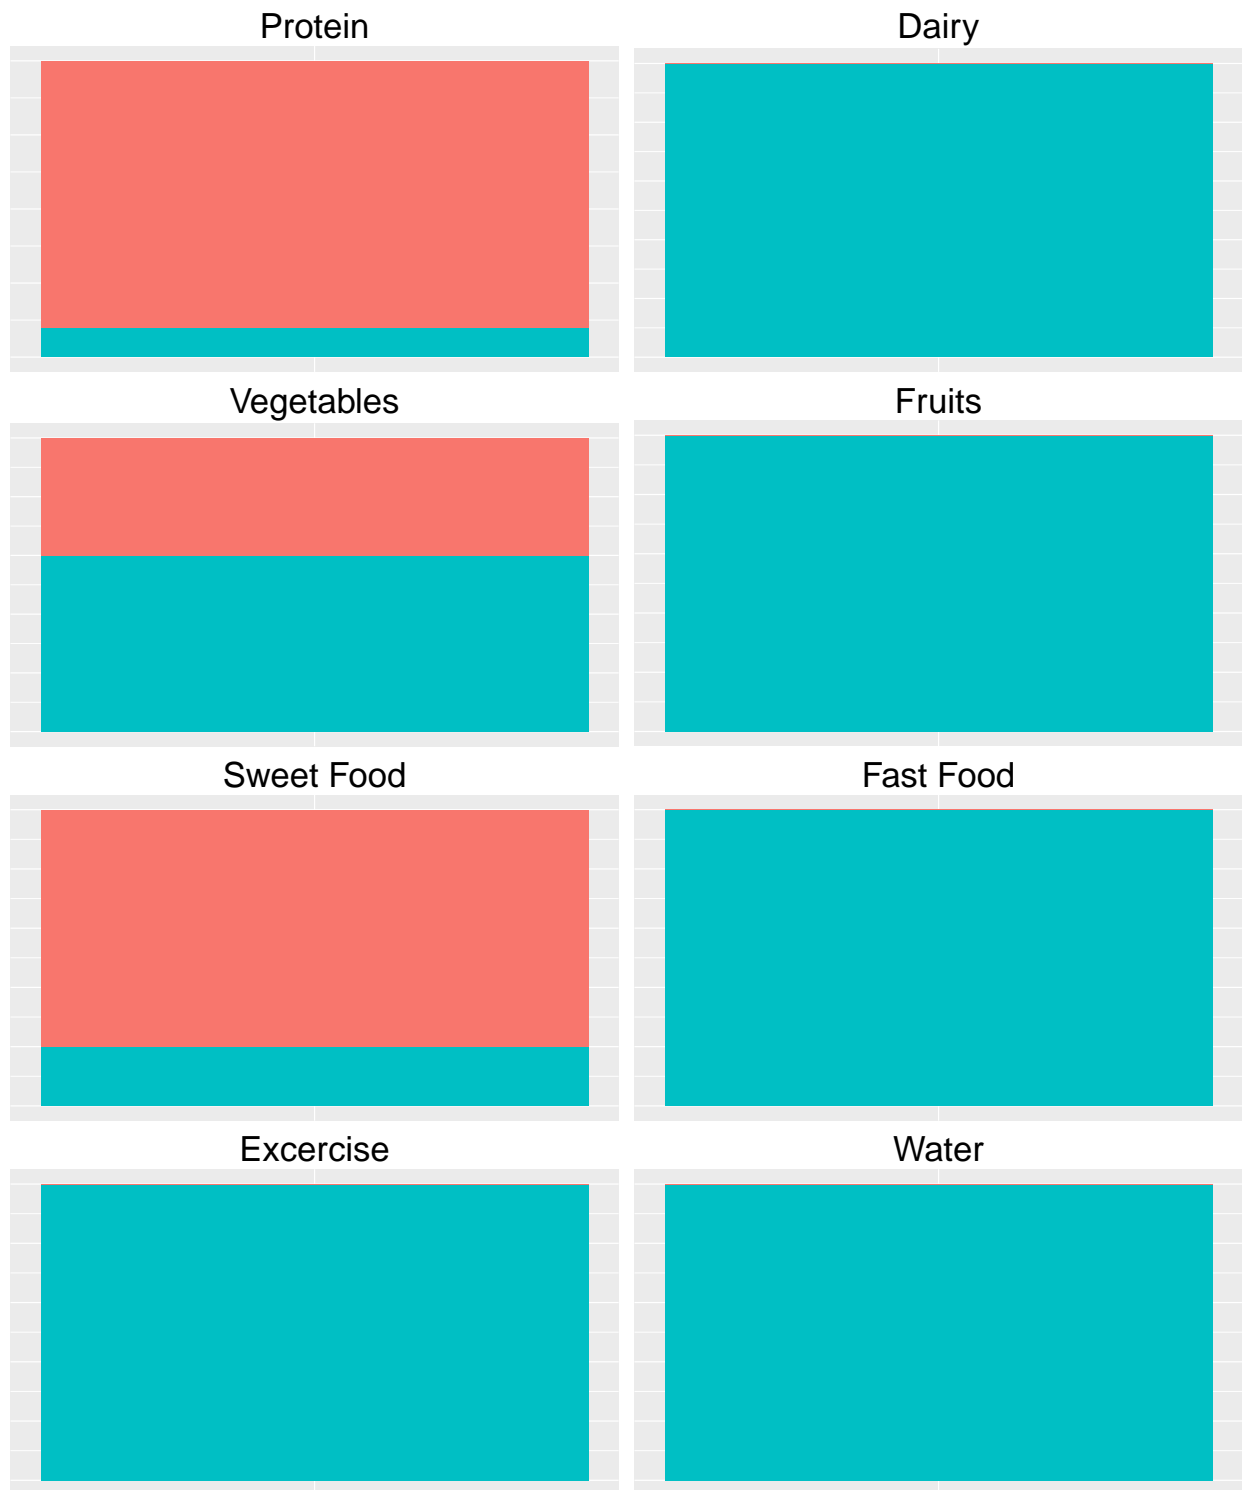 Protein
Dairy
Vegetables
Fruits
Sweet Food
Fast Food
Excercise
Water